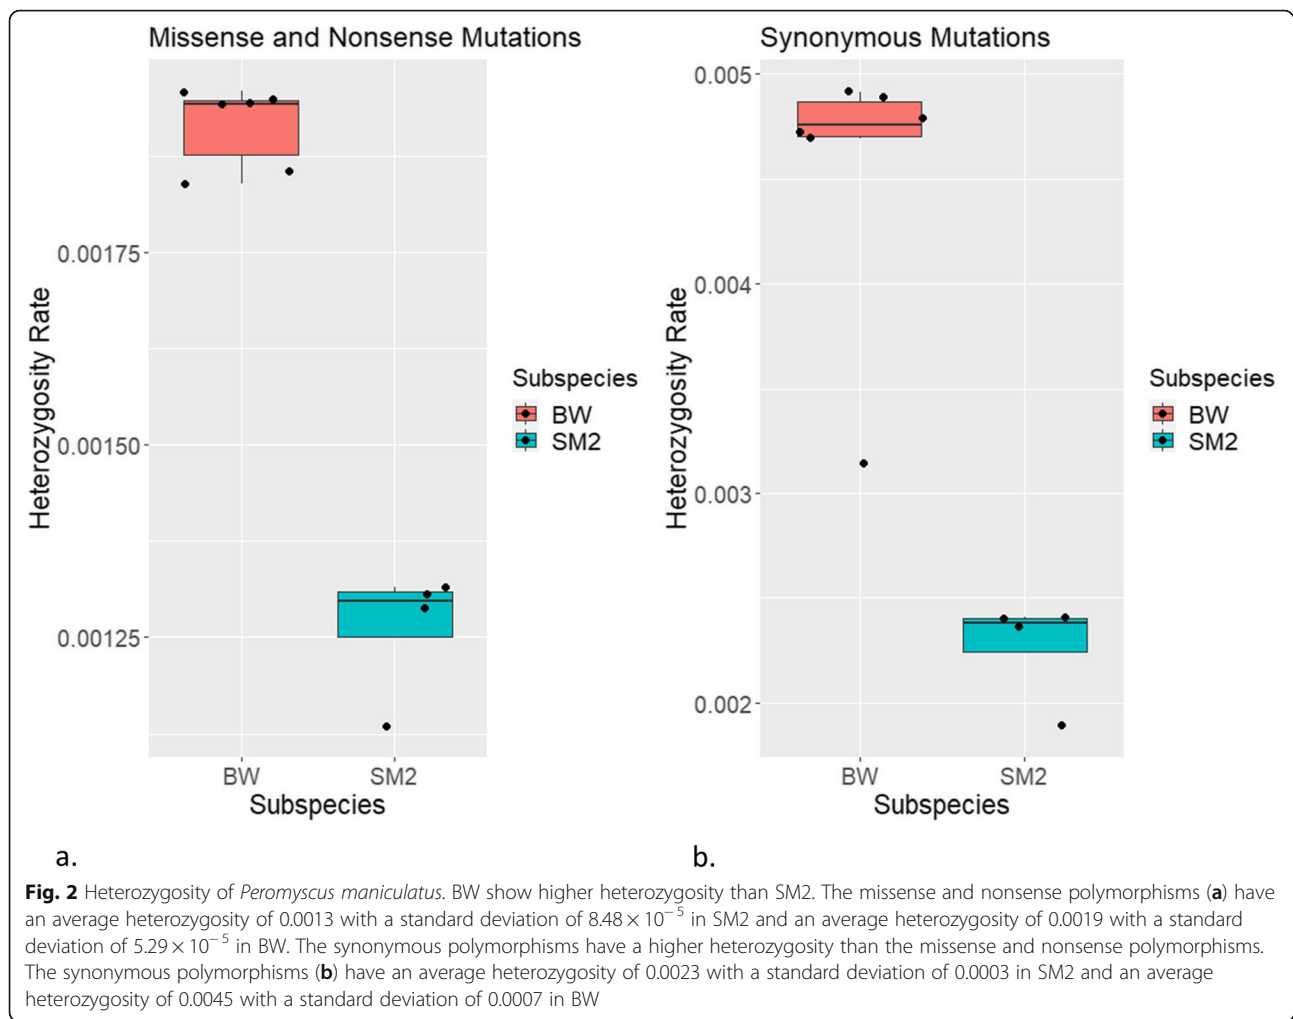 Missense and Nonsense Mutations
Heterozygosity Rate
0.00175
0.00150
0.00125
BW
SM2
Subspecies
Subspecies
BW
SM2
a.
Synonymous Mutations
Heterozygosity Rate
0.005
0.004
0.003
0.002
BW
SM2
Subspecies
Subspecies
BW
SM2
b.
Fig. 2 Heterozygosity of Peromyscus maniculatus. BW show higher heterozygosity than SM2. The missense and nonsense polymorphisms (a) have
an average heterozygosity of 0.0013 with a standard deviation of 8.48 × 10⁻⁵ in SM2 and an average heterozygosity of 0.0019 with a standard
deviation of 5.29 × 10⁻⁵ in BW. The synonymous polymorphisms have a higher heterozygosity than the missense and nonsense polymorphisms.
The synonymous polymorphisms (b) have an average heterozygosity of 0.0023 with a standard deviation of 0.0003 in SM2 and an average
heterozygosity of 0.0045 with a standard deviation of 0.0007 in BW